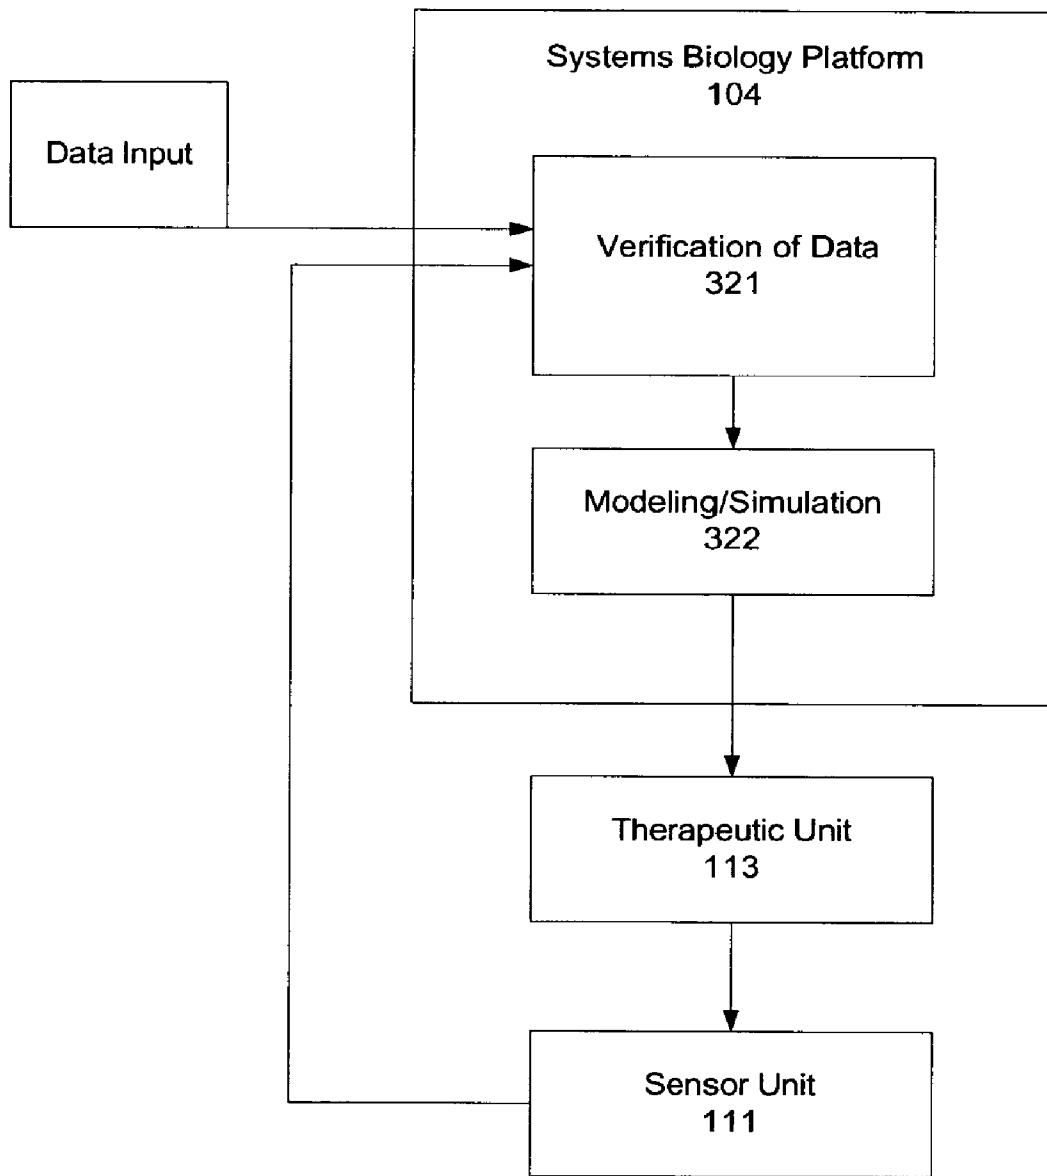 Systems Biology Platform
104
Data Input
Verification of Data
321
Modeling/Simulation
322
Therapeutic Unit
113
Sensor Unit
111